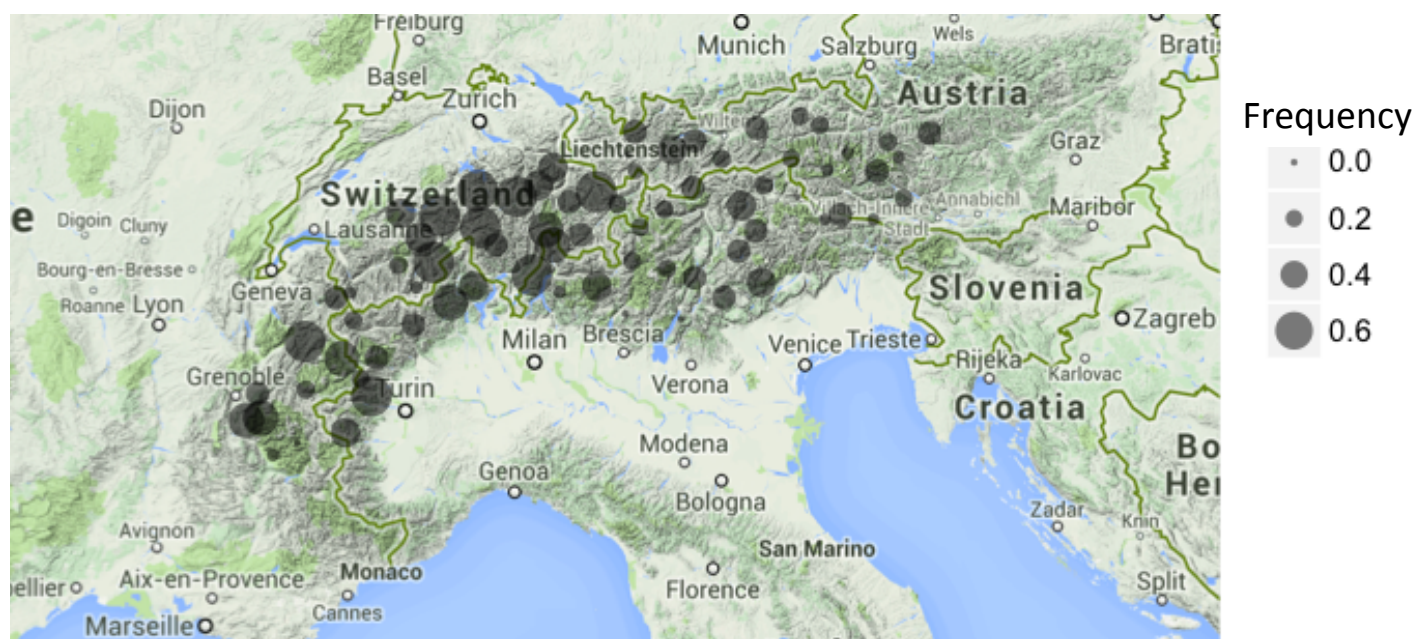 Freiburg
Munich
Salzburg
Wels
Bratis
Basel
Dijon
Zurich
Austria
Liechtenstein
Graz
Switzerland
e
Digoin
Cluny
Lausanne
Annabichl
Maribor
Stadt
Bourg-en-Bresse
Geneva
Roanne
Lyon
Slovenia
Zagreb
Milan
Brescia
Venice
Trieste
Rijeka
Karlovac
Grenoble
Verona
Turin
Croatia
Modena
Bo
Her
Genoa
Bologna
Zadar
Knin
Avignon
San Marino
Monaco
Florence
Split
ellier
Aix-en-Provence
Cannes
Marseille
Frequency
0.0
0.2
0.4
0.6